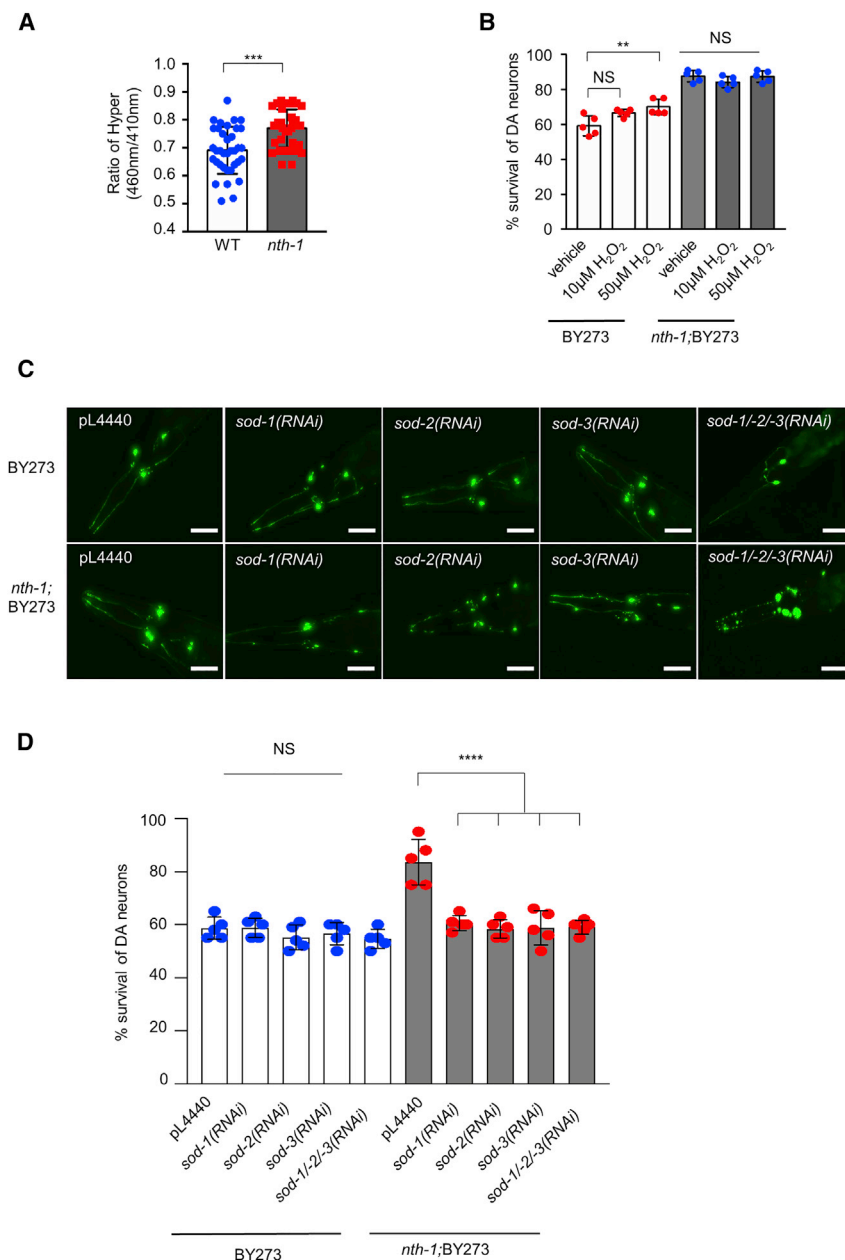 A
Ratio of Hyper
(460nm/410nm)
1.0
0.9
0.8
0.7
0.6
0.5
0.4
***
WT
nth-1
B
% survival of DA neurons
100
80
60
40
20
0
**
NS
NS
vehicle
10µM H₂O₂
50µM H₂O₂
vehicle
10µM H₂O₂
50µM H₂O₂
BY273
nth-1;BY273
C
BY273
pL4440
sod-1(RNAi)
sod-2(RNAi)
sod-3(RNAi)
sod-1/-2/-3(RNAi)
nth-1;
BY273
pL4440
sod-1(RNAi)
sod-2(RNAi)
sod-3(RNAi)
sod-1/-2/-3(RNAi)
D
% survival of DA neurons
100
80
60
40
20
0
NS
****
pL4440
sod-1(RNAi)
sod-2(RNAi)
sod-3(RNAi)
sod-1/-2/-3(RNAi)
pL4440
sod-1(RNAi)
sod-2(RNAi)
sod-3(RNAi)
sod-1/-2/-3(RNAi)
BY273
nth-1;BY273